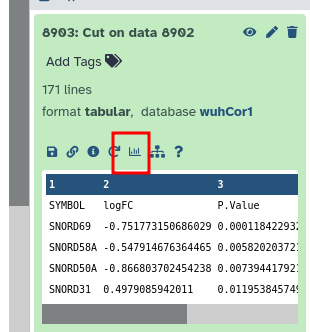 8903: Cut on data 8902
Add Tags
171 lines
format tabular, database wuhCor1
?
1 2 3
SYMBOL logFC P.Value
SNORD69 -0.751773150686029 0.000118422932
SNORD58A -0.547914676364465 0.00582020372
SNORD50A -0.866803702454238 0.00739441792
SNORD31 0.4979085942011 0.01195384574